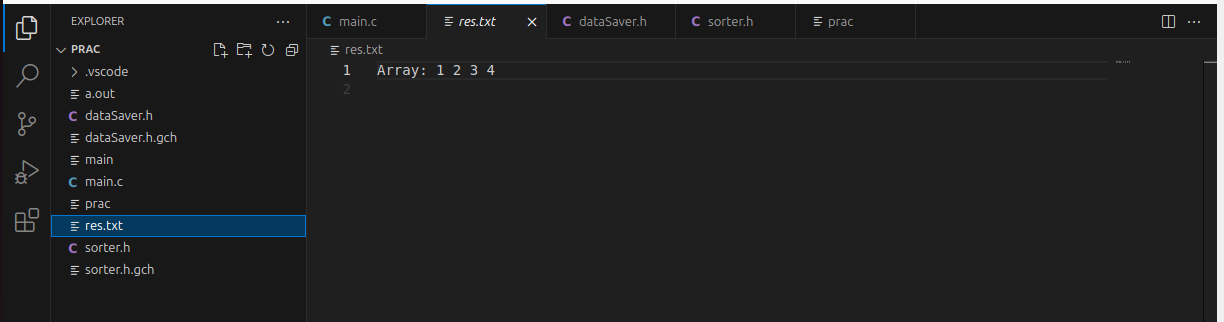 EXPLORER
PRAC
.vscode
a.out
C dataSaver.h
dataSaver.h.gch
main
C main.c
prac
res.txt
C sorter.h
sorter.h.gch
C main.c
res.txt
C dataSaver.h
C sorter.h
prac
res.txt
1 Array: 1 2 3 4
2